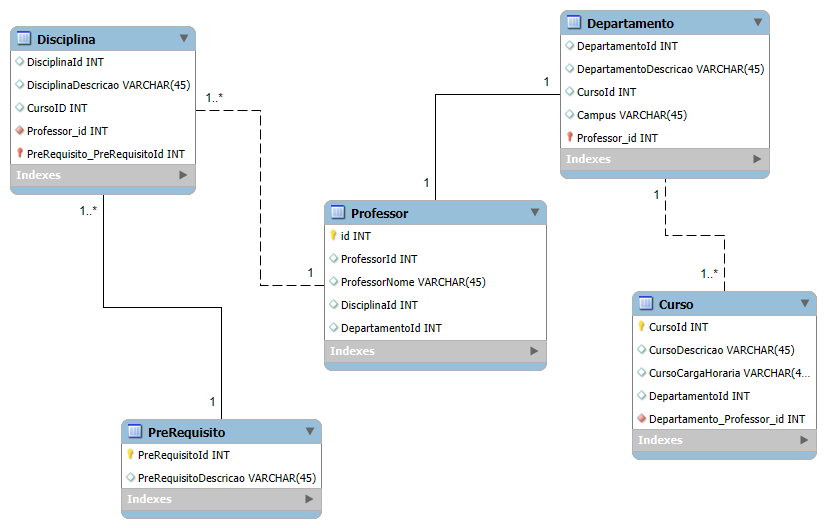 Disciplina
DisciplinaId INT
DisciplinaDescricao VARCHAR(45)
CursoID INT
Professor_id INT
PreRequisito_PreRequisitoId INT
Indexes
1..*
1..*
Departamento
DepartamentoId INT
DepartamentoDescricao VARCHAR(45)
CursoId INT
Campus VARCHAR(45)
Professor_id INT
Indexes
1
1
1
1
1..*
Professor
id INT
ProfessorId INT
ProfessorNome VARCHAR(45)
DisciplinaId INT
DepartamentoId INT
Indexes
Curso
CursoId INT
CursoDescricao VARCHAR(45)
CursoCargaHoraria VARCHAR(4...
DepartamentoId INT
Departamento_Professor_id INT
Indexes
1
PreRequisito
PreRequisitoId INT
PreRequisitoDescricao VARCHAR(45)
Indexes